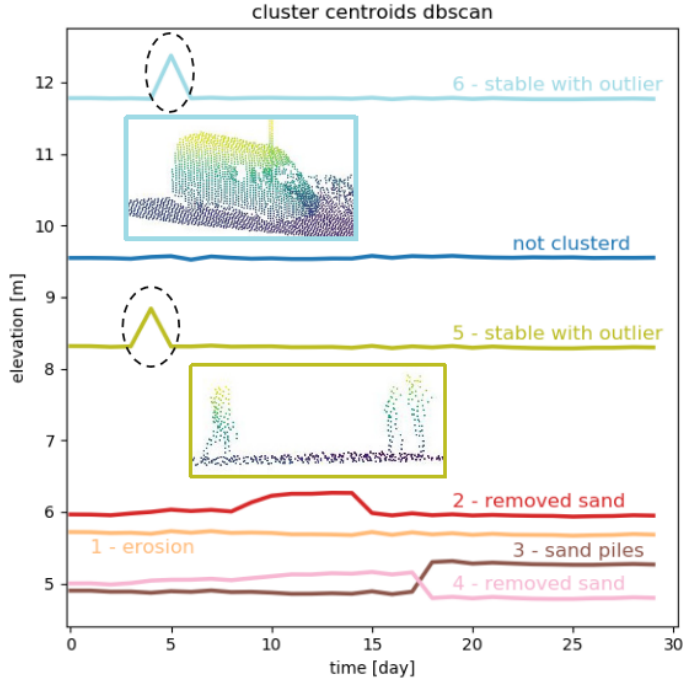 cluster centroids dbscan
12
6 - stable with outlier
11
10
not clusterd
9
5 - stable with outlier
8
7
6
2 - removed sand
1 - erosion
3 - sand piles
5
4 - removed sand
elevation [m]
0 5 10 15 20 25 30
time [day]